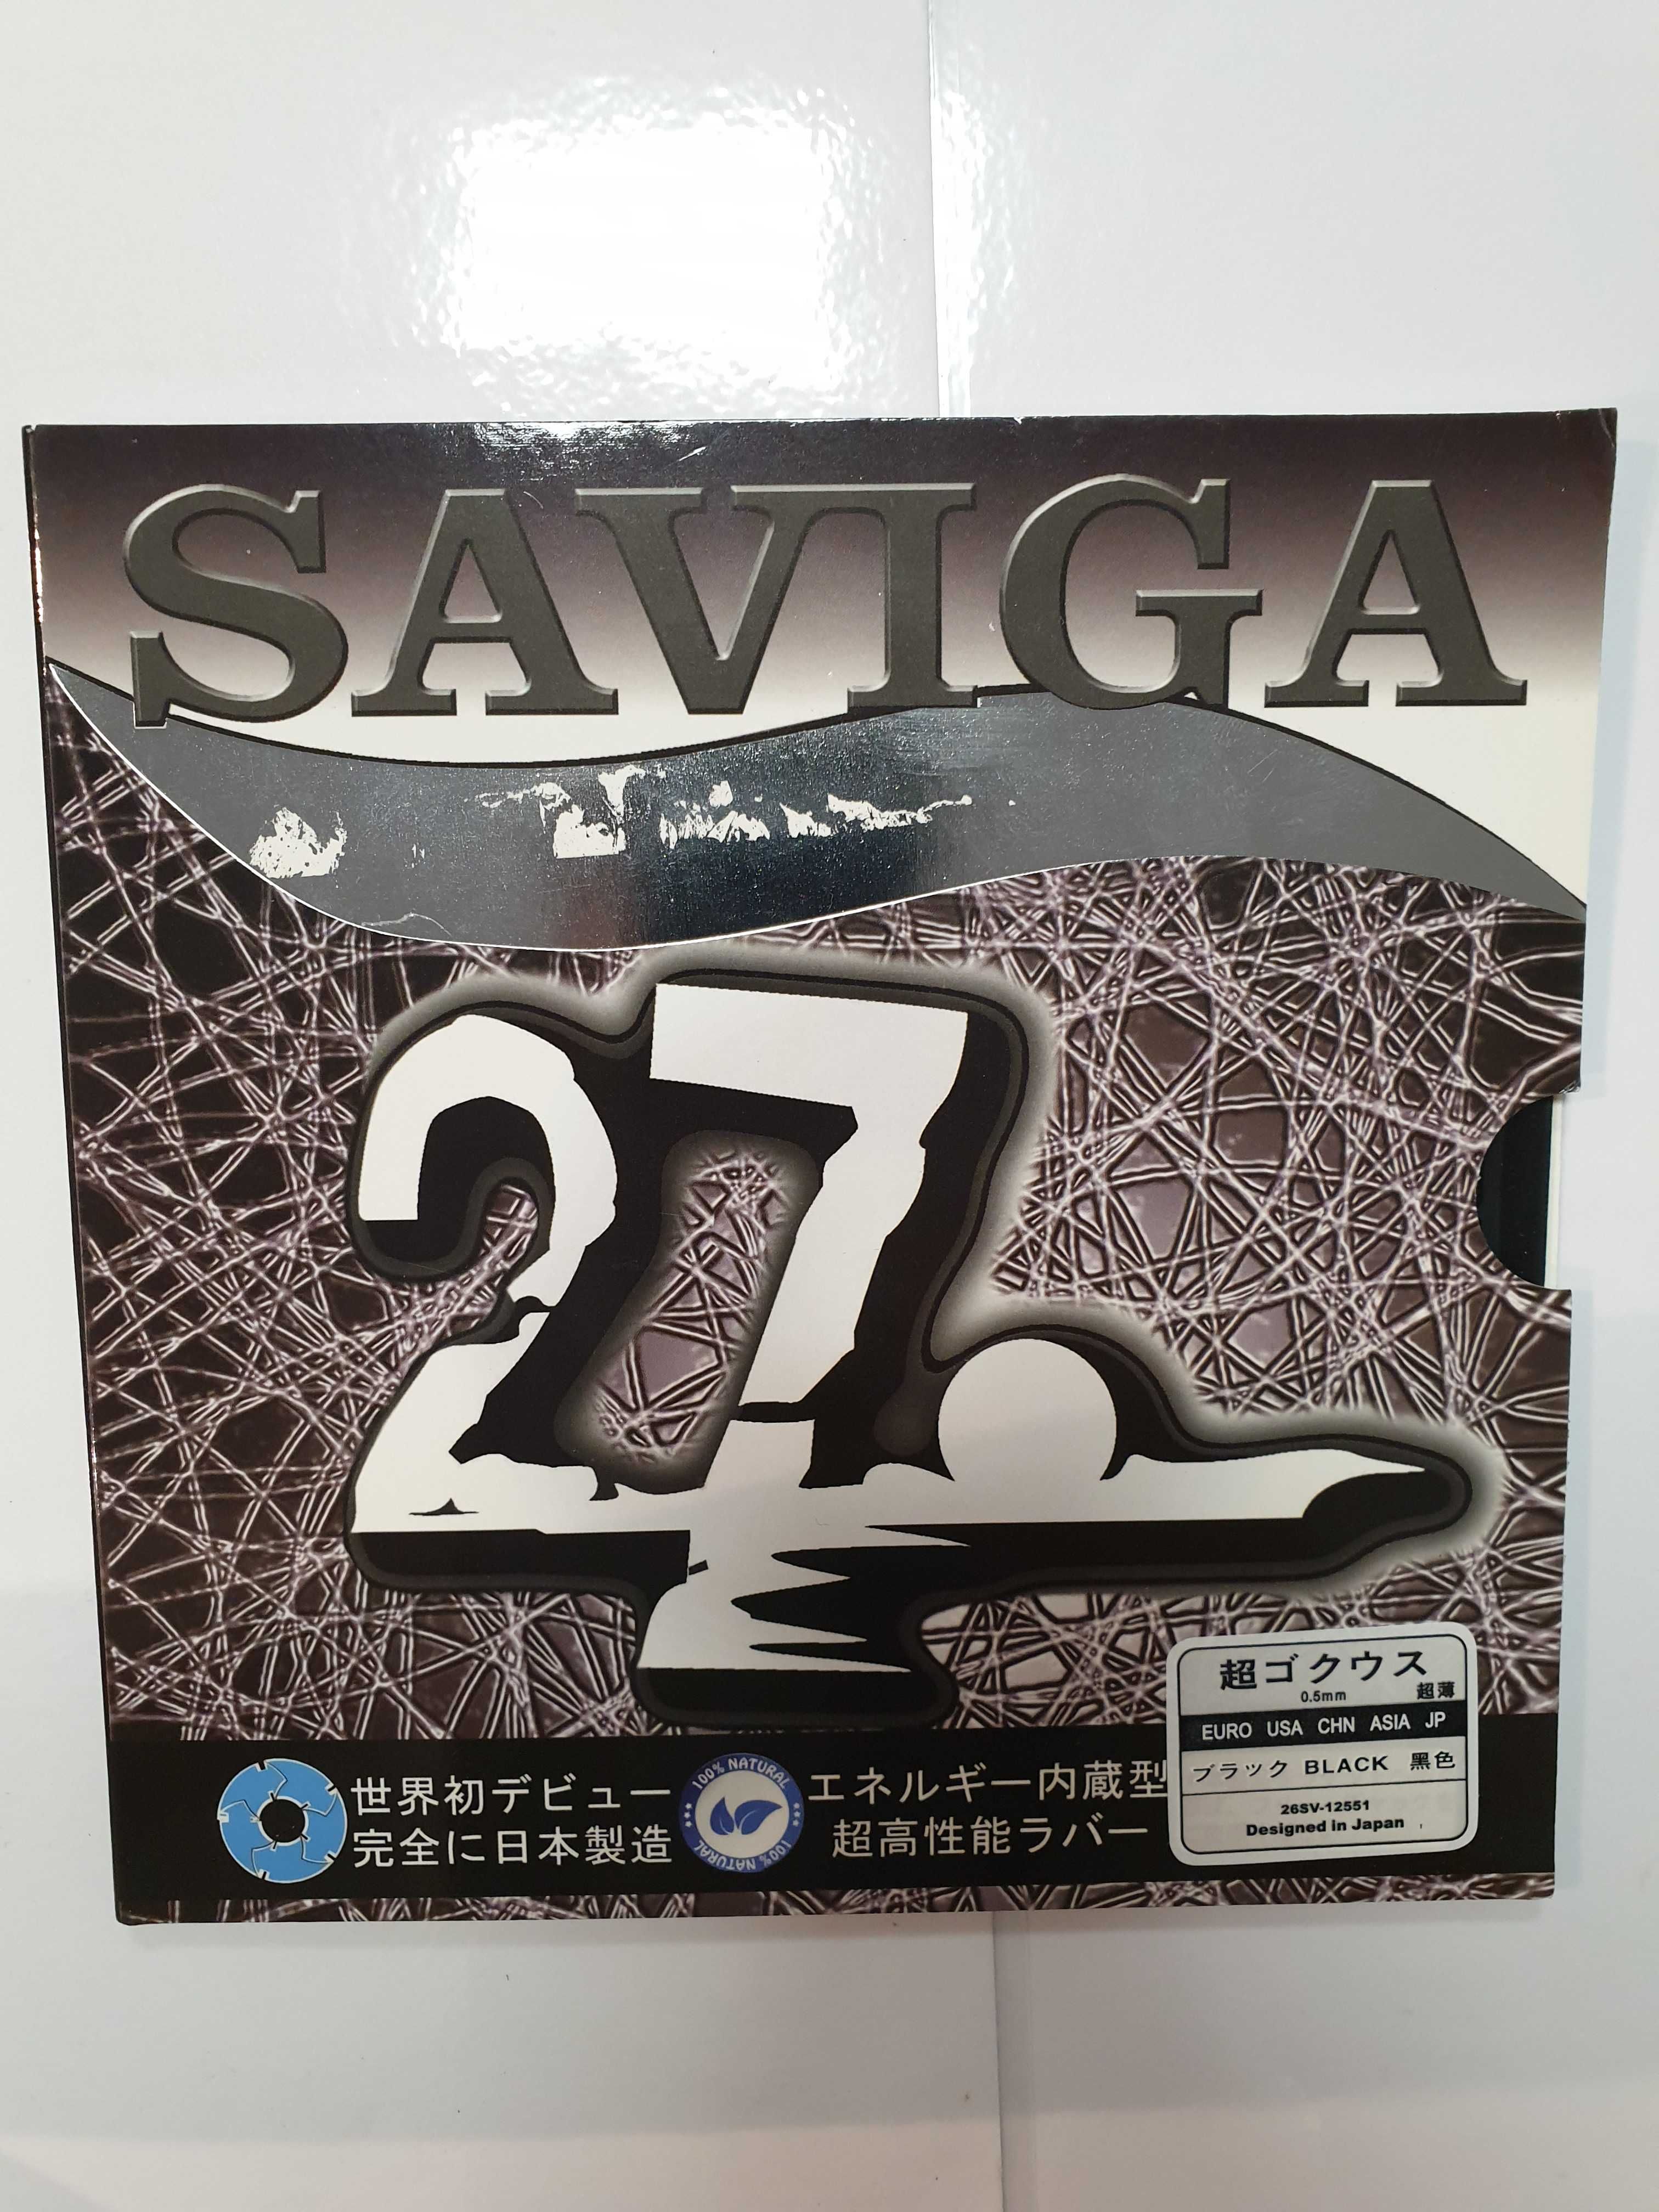 SAVIGA
27
世界初デビュー
完全に日本製造
100% NATURAL
100% NATURAL
エネルギー内蔵型
超高性能ラバー
超ゴクウス
0.5mm 超薄
EURO USA CHN ASIA JP
ブラック BLACK 黒色
26SV-12551
Designed in Japan